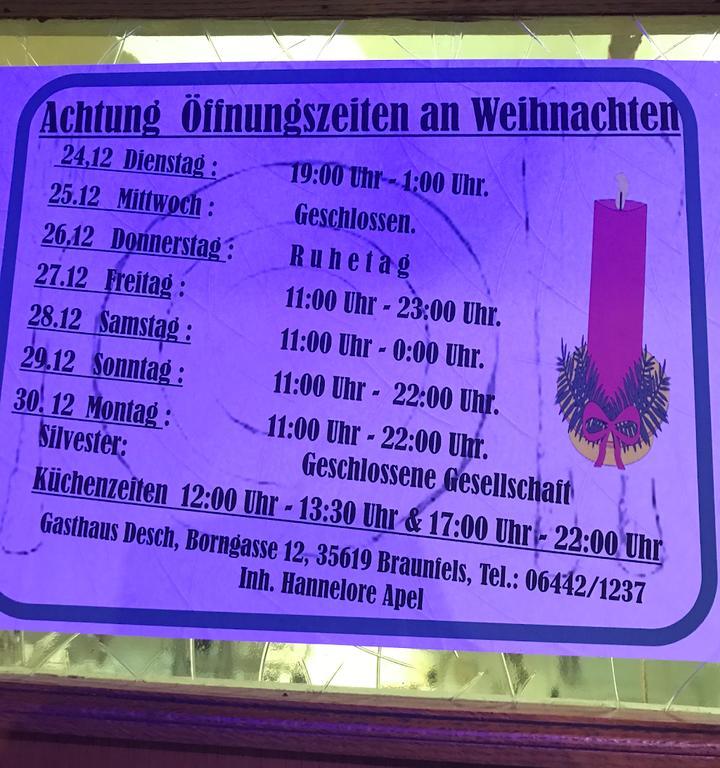 Achtung Öffnungszeiten an Weihnachten
24,12 Dienstag : 19:00 Uhr - 1:00 Uhr.
25.12 Mittwoch : Geschlossen.
26.12 Donnerstag : Ruhetag
27.12 Freitag : 11:00 Uhr - 23:00 Uhr.
28.12 Samstag : 11:00 Uhr - 0:00 Uhr.
29.12 Sonntag : 11:00 Uhr - 22:00 Uhr.
30. 12 Montag : 11:00 Uhr - 22:00 Uhr.
Silvester: Geschlossene Gesellschaft
Küchenzeiten 12:00 Uhr - 13:30 Uhr & 17:00 Uhr - 22:00 Uhr
Gasthaus Desch, Borngasse 12, 35619 Braunfels, Tel.: 06442/1237
Inh. Hannelore Apel